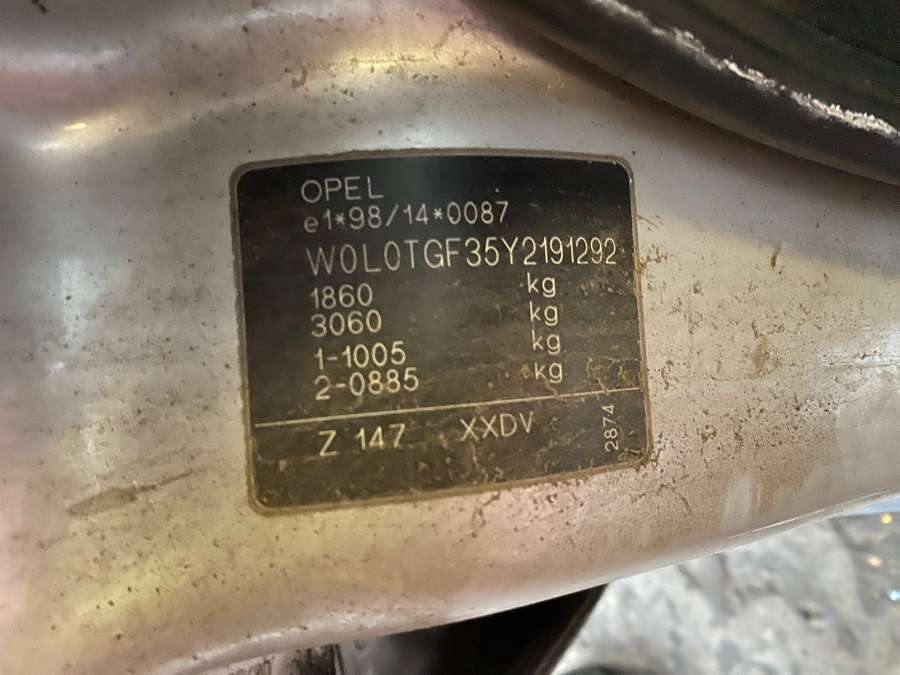 OPEL
e1*98/14*0087
W0L0TGF35Y2191292
1860 kg
3060 kg
1-1005 kg
2-0885 kg
Z 147 XXDV
2874